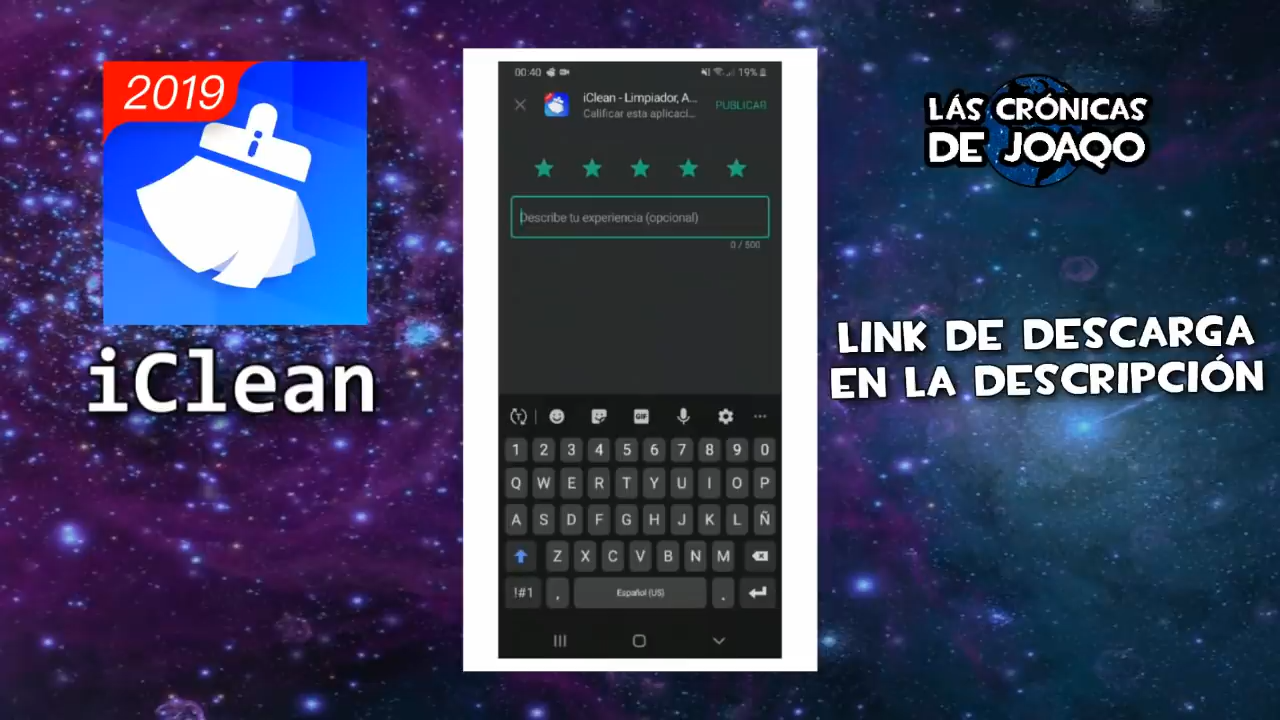 2019
iClean
00:40
19%
iClean - Limpiador, A...
Calificar esta aplicaci...
PUBLICAR
Describe tu experiencia (opcional)
0 / 500
GIF
1 2 3 4 5 6 7 8 9 0
Q W E R T Y U I O P
A S D F G H J K L Ñ
Z X C V B N M
!#1 , Español (US) .
LÁS CRÓNICAS
DE JOAQO
LINK DE DESCARGA
EN LA DESCRIPCIÓN